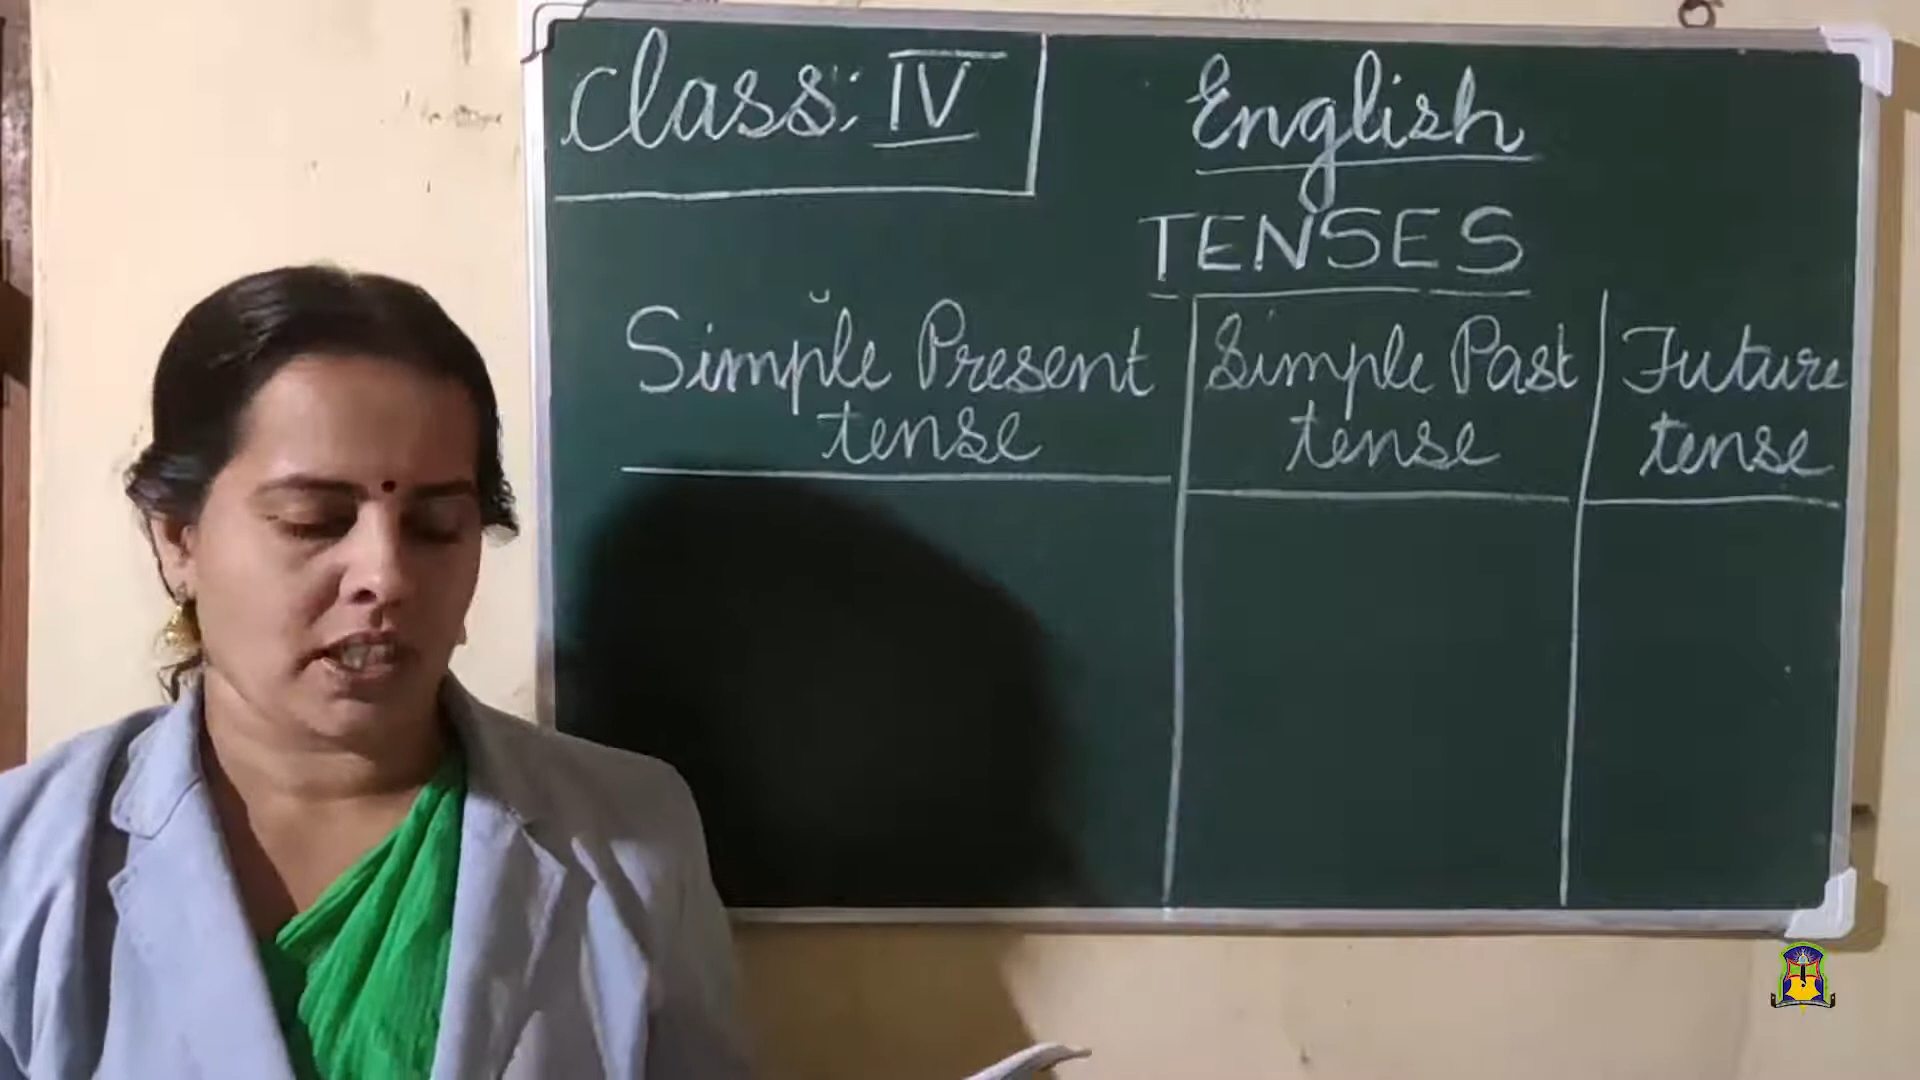 Class: IV
English
TENSES
Simple Present
tense
Simple Past
tense
Future
tense